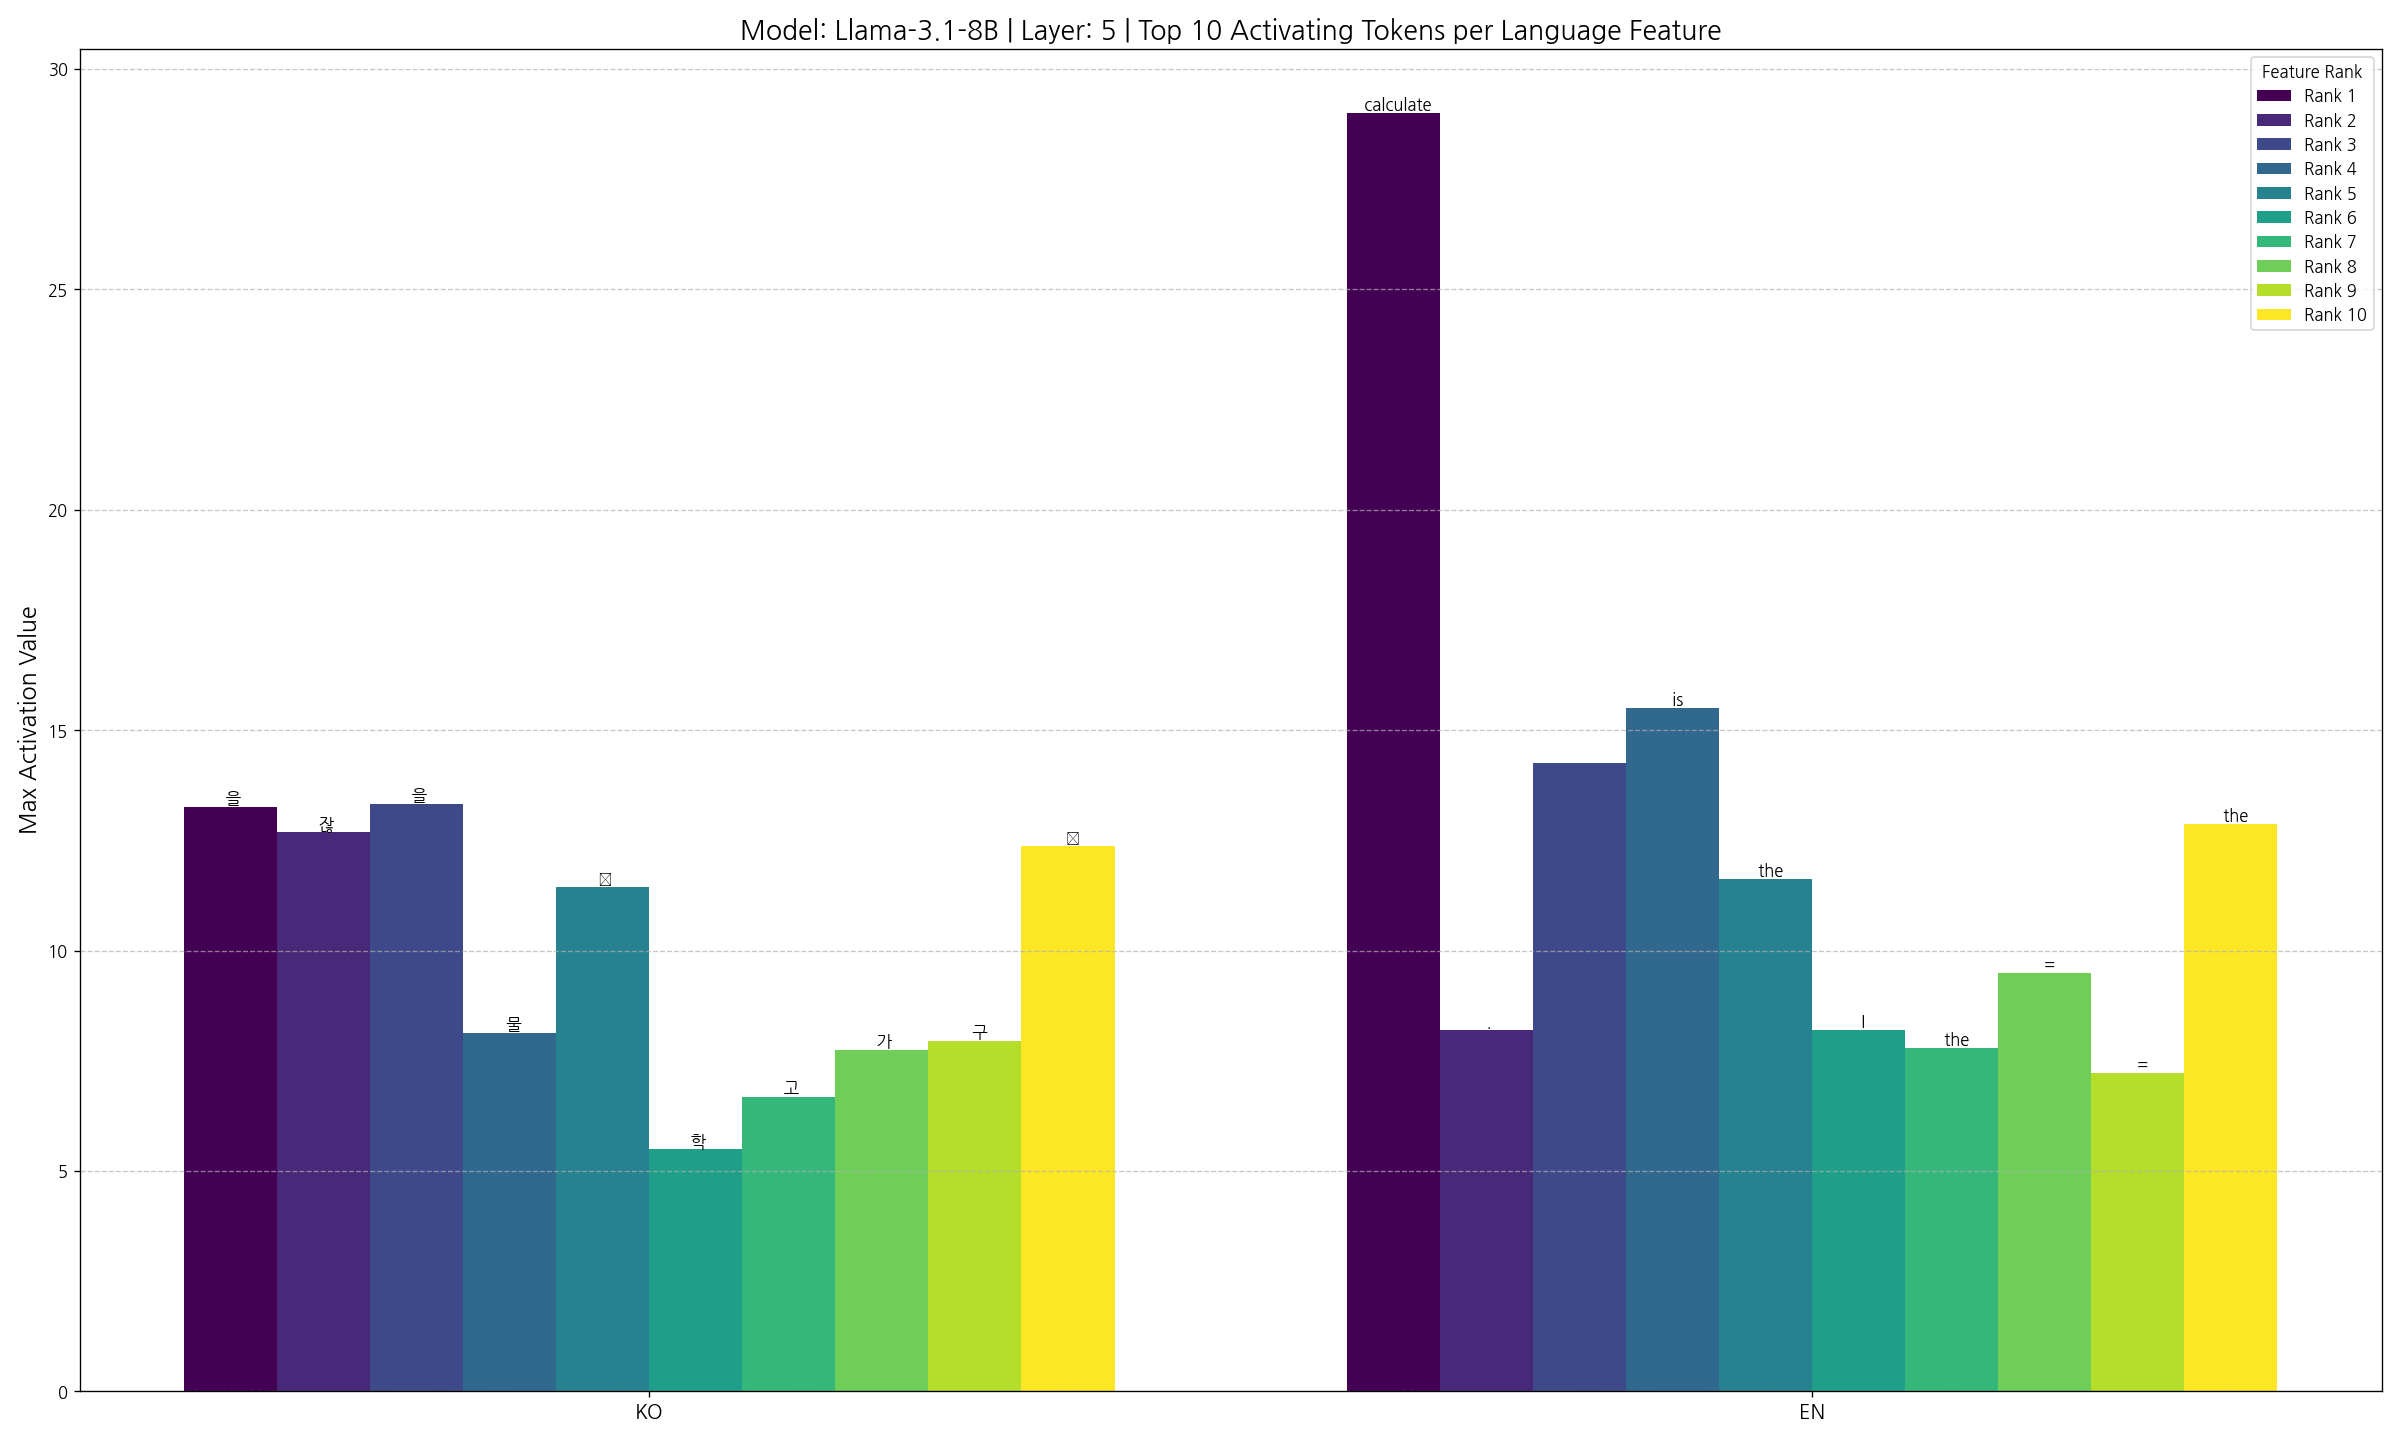 Model: Llama-3.1-8B | Layer: 5 | Top 10 Activating Tokens per Language Feature
Max Activation Value
30
25
20
15
10
5
0
을
잖
을
물
학
고
가
구
calculate
.
is
the
I
the
=
=
the
KO
EN
Feature Rank
Rank 1
Rank 2
Rank 3
Rank 4
Rank 5
Rank 6
Rank 7
Rank 8
Rank 9
Rank 10